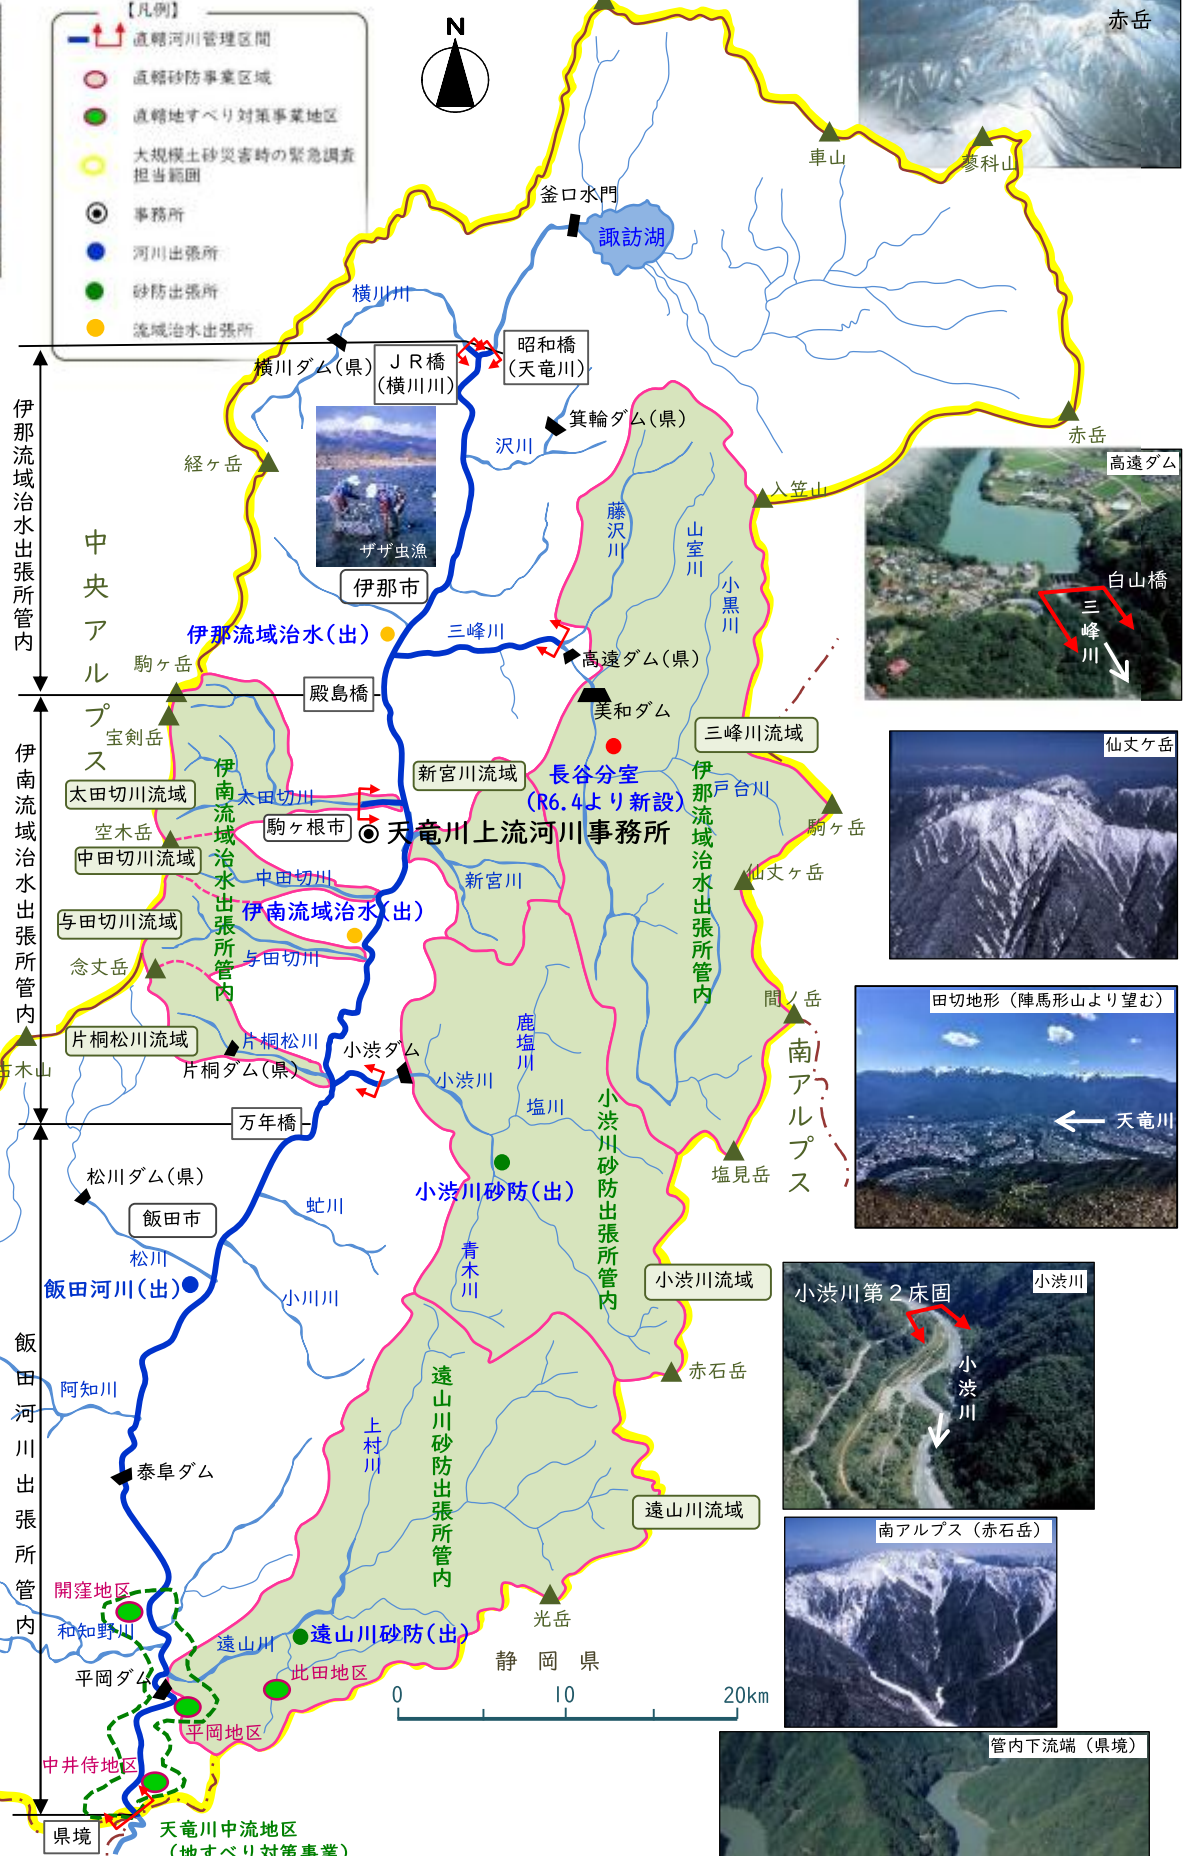 【凡例】
直轄河川管理区間
直轄砂防事業区域
直轄地すべり対策事業地区
大規模土砂災害時の緊急調査
担当範囲
事務所
河川出張所
砂防出張所
流域治水出張所
N
赤岳
車山
蓼科山
釜口水門
諏訪湖
横川川
横川ダム(県)
JR橋
(横川川)
昭和橋
(天竜川)
箕輪ダム(県)
沢川
赤岳
経ヶ岳
入笠山
高遠ダム
白山橋
三峰川
ザザ虫漁
伊那流域治水出張所管内
中央アルプス
伊那市
伊那流域治水(出)
三峰川
藤沢川
山室川
小黒川
高遠ダム(県)
美和ダム
駒ヶ岳
殿島橋
宝剣岳
三峰川流域
仙丈ケ岳
長谷分室
(R6.4より新設)
新宮川流域
戸台川
伊那流域治水出張所管内
駒ヶ岳
太田切川流域
太田切川
伊南流域治水出張所管内
伊南流域治水出張所管内
駒ヶ根市
天竜川上流河川事務所
空木岳
中田切川流域
中田切川
新宮川
仙丈ヶ岳
伊南流域治水(出)
与田切川流域
与田切川
念丈岳
間ノ岳
田切地形（陣馬形山より望む）
天竜川
片桐松川流域
片桐松川
片桐ダム(県)
小渋ダム
小渋川
鹿塩川
塩川
南アルプス
古木山
万年橋
塩見岳
松川ダム(県)
飯田市
松川
虻川
飯田河川(出)
小川川
小渋川砂防(出)
小渋川砂防出張所管内
青木川
小渋川流域
小渋川
小渋川第2床固
小渋川
赤石岳
飯田河川出張所管内
阿知川
泰阜ダム
上村川
遠山川砂防出張所管内
遠山川流域
南アルプス（赤石岳）
光岳
静岡県
開窪地区
和知野川
遠山川
遠山川砂防(出)
平岡ダム
此田地区
平岡地区
中井侍地区
0
10
20km
管内下流端（県境）
県境
天竜川中流地区
(地すべり対策事業)